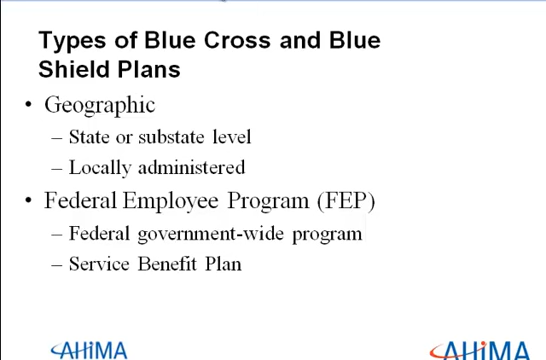 Types of Blue Cross and Blue
Shield Plans
• Geographic
– State or substate level
– Locally administered
• Federal Employee Program (FEP)
– Federal government-wide program
– Service Benefit Plan
AHiMA
AHiMA